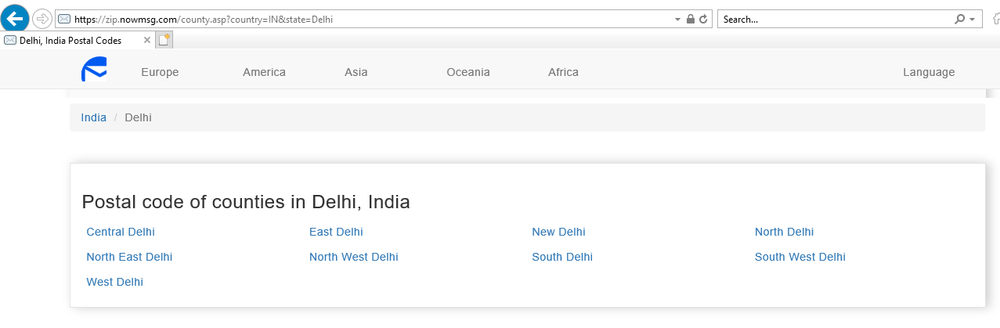 https://zip.nowmsg.com/county.asp?country=IN&state=Delhi Search...
Delhi, India Postal Codes
Europe America Asia Oceania Africa Language
India / Delhi
Postal code of counties in Delhi, India
Central Delhi East Delhi New Delhi North Delhi
North East Delhi North West Delhi South Delhi South West Delhi
West Delhi